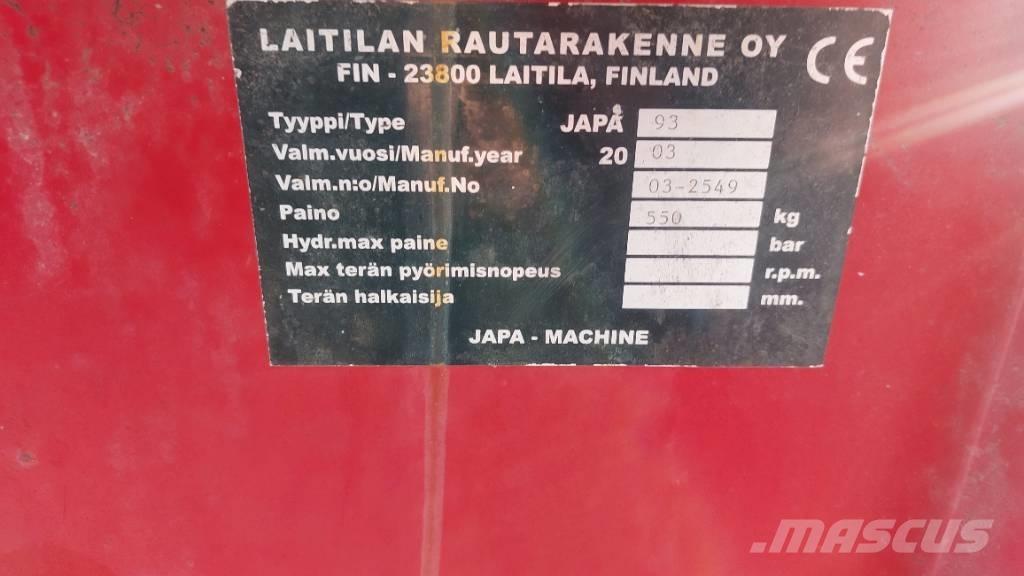 LAITILAN RAUTARAKENNE OY CE
FIN - 23800 LAITILA, FINLAND
Tyyppi/Type JAPA 93
Valm.vuosi/Manuf.year 20 03
Valm.n:o/Manuf.No 03-2549
Paino 550 kg
Hydr.max paine bar
Max terän pyörimisnopeus r.p.m.
Terän halkaisija mm.
JAPA - MACHINE
MASCUS